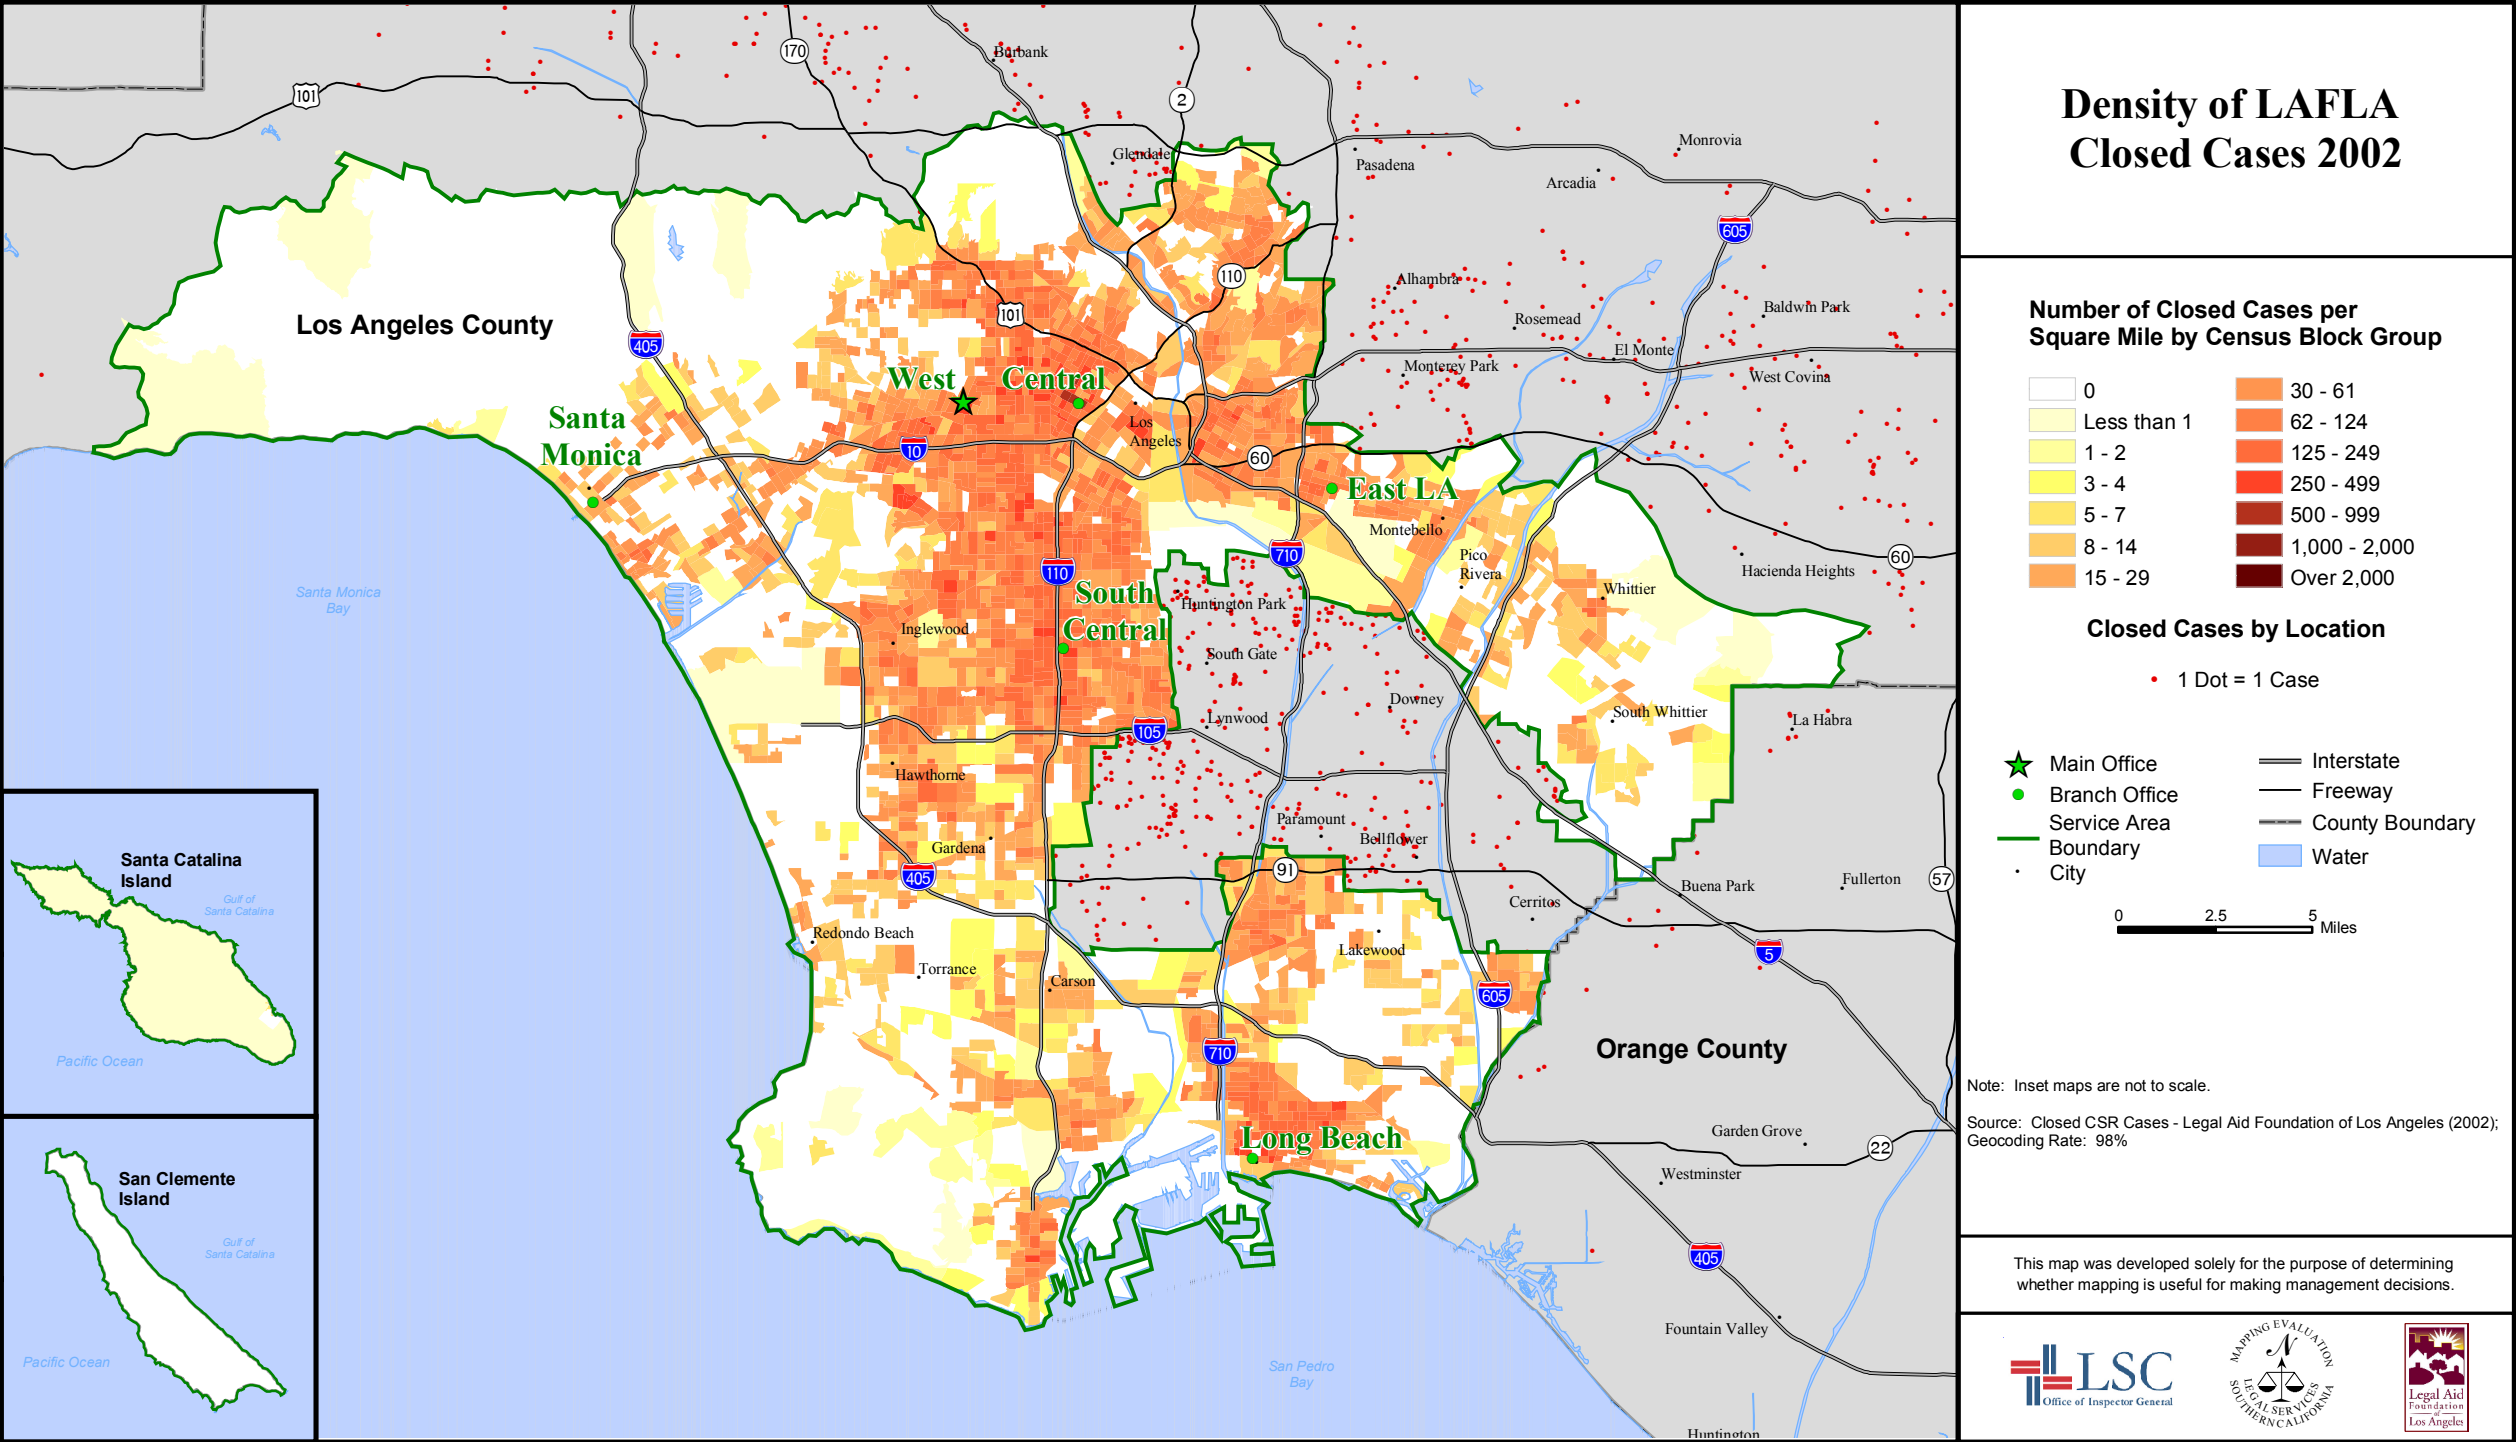 Density of LAFLA
Closed Cases 2002
Number of Closed Cases per
Square Mile by Census Block Group
0
Less than 1
1 - 2
3 - 4
5 - 7
8 - 14
15 - 29
30 - 61
62 - 124
125 - 249
250 - 499
500 - 999
1,000 - 2,000
Over 2,000
Closed Cases by Location
1 Dot = 1 Case
Main Office
Branch Office
Service Area
Boundary
City
Interstate
Freeway
County Boundary
Water
0 2.5 5 Miles
Note: Inset maps are not to scale.
Source: Closed CSR Cases - Legal Aid Foundation of Los Angeles (2002);
Geocoding Rate: 98%
This map was developed solely for the purpose of determining
whether mapping is useful for making management decisions.
LSC
Office of Inspector General
MAPPING EVALUATION
N
LEGAL SERVICES
SOUTHERN CALIFORNIA
Legal Aid
Foundation
of
Los Angeles
101
170
Burbank
2
Glendale
Pasadena
Monrovia
Arcadia
605
110
Alhambra
Rosemead
Baldwin Park
101
Los Angeles County
405
El Monte
Monterey Park
West Covina
West
Central
Santa
Monica
Los
Angeles
10
60
East LA
Montebello
710
Pico
Rivera
60
Hacienda Heights
110
Whittier
South
Central
Huntington Park
Santa Monica
Bay
Inglewood
South Gate
Downey
Lynwood
South Whittier
La Habra
105
Hawthorne
Paramount
Bellflower
Gardena
405
91
Cerritos
Buena Park
Fullerton
57
Redondo Beach
Lakewood
5
Torrance
Carson
605
710
Orange County
Long Beach
Garden Grove
22
Westminster
405
Fountain Valley
San Pedro
Bay
Huntington
Santa Catalina
Island
Gulf of
Santa Catalina
Pacific Ocean
San Clemente
Island
Gulf of
Santa Catalina
Pacific Ocean